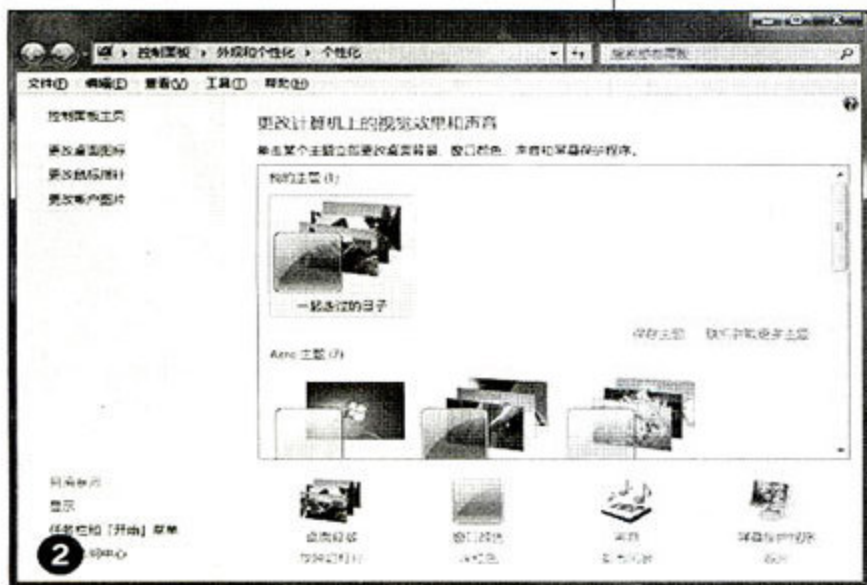 控制面板 ▸ 外观和个性化 ▸ 个性化
文件(F) 编辑(E) 查看(V) 工具(T) 帮助(H)
控制面板主页
更改桌面图标
更改鼠标指针
更改帐户图片
更改计算机上的视觉效果和声音
单击某个主题立即更改桌面背景、窗口颜色、声音和屏幕保护程序。
我的主题 (1)
一起走过的日子
保存主题 联机获取更多主题
Aero 主题 (7)
显示
任务栏和「开始」菜单
中心
桌面背景
放映幻灯片
窗口颜色
声音
屏幕保护程序
2